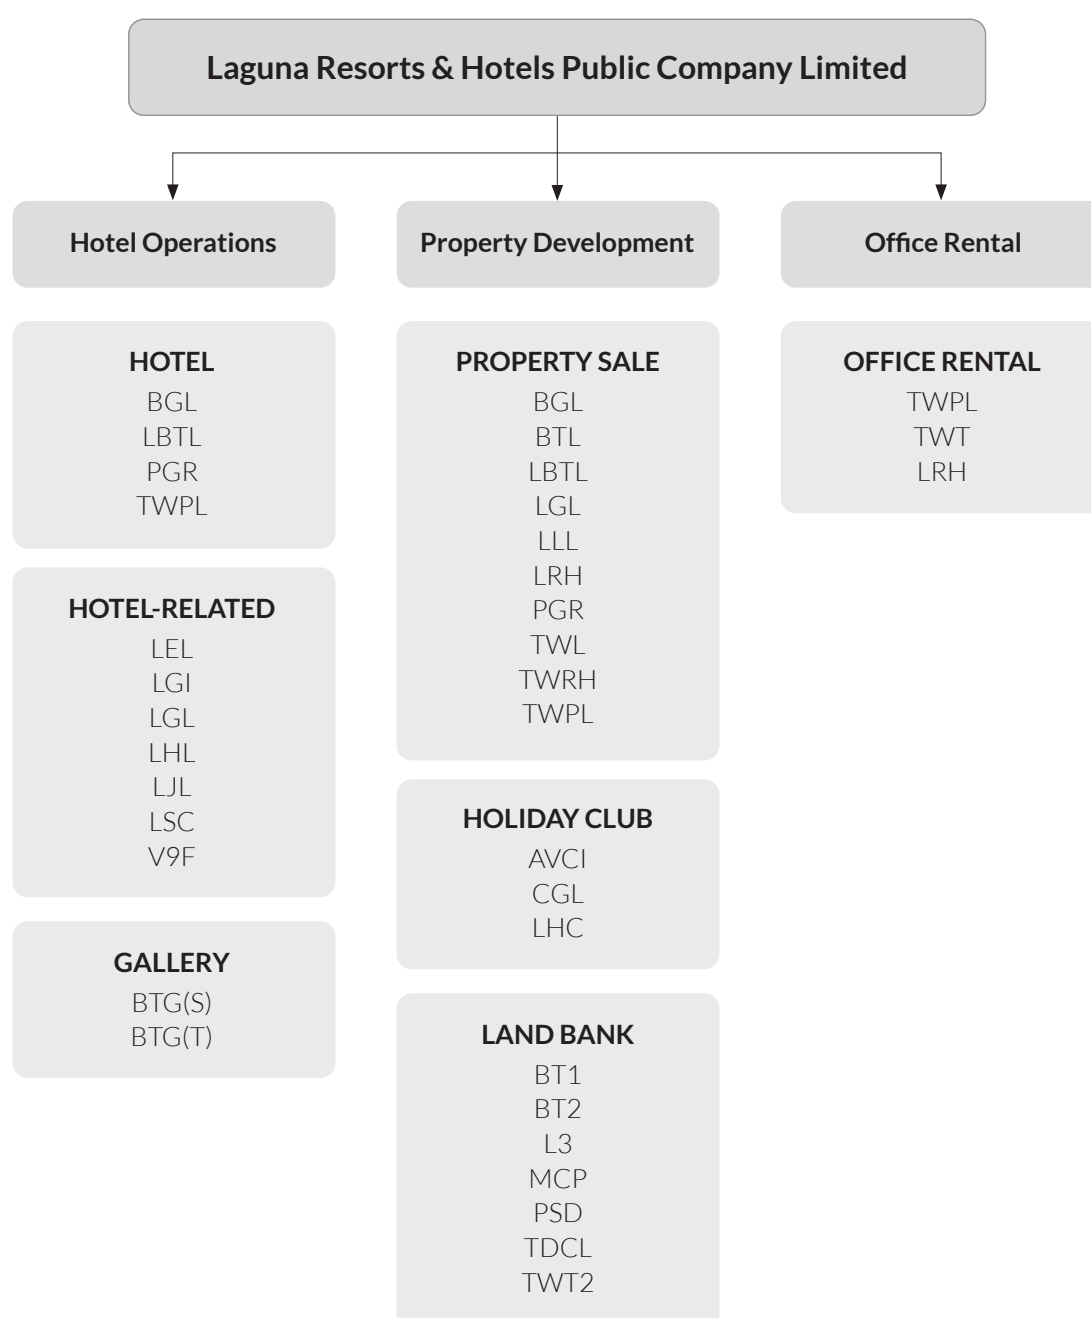 Laguna Resorts & Hotels Public Company Limited
Hotel Operations
HOTEL
BGL
LBTL
PGR
TWPL
HOTEL-RELATED
LEL
LGI
LGL
LHL
LJL
LSC
V9F
GALLERY
BTG(S)
BTG(T)
Property Development
PROPERTY SALE
BGL
BTL
LBTL
LGL
LLL
LRH
PGR
TWL
TWRH
TWPL
HOLIDAY CLUB
AVCI
CGL
LHC
LAND BANK
BT1
BT2
L3
MCP
PSD
TDCL
TWT2
Office Rental
OFFICE RENTAL
TWPL
TWT
LRH